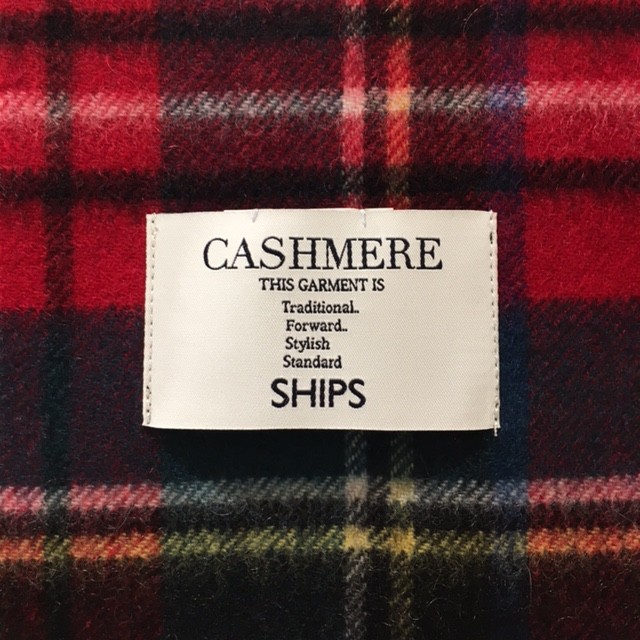 CASHMERE
THIS GARMENT IS
Traditional..
Forward..
Stylish
Standard
SHIPS